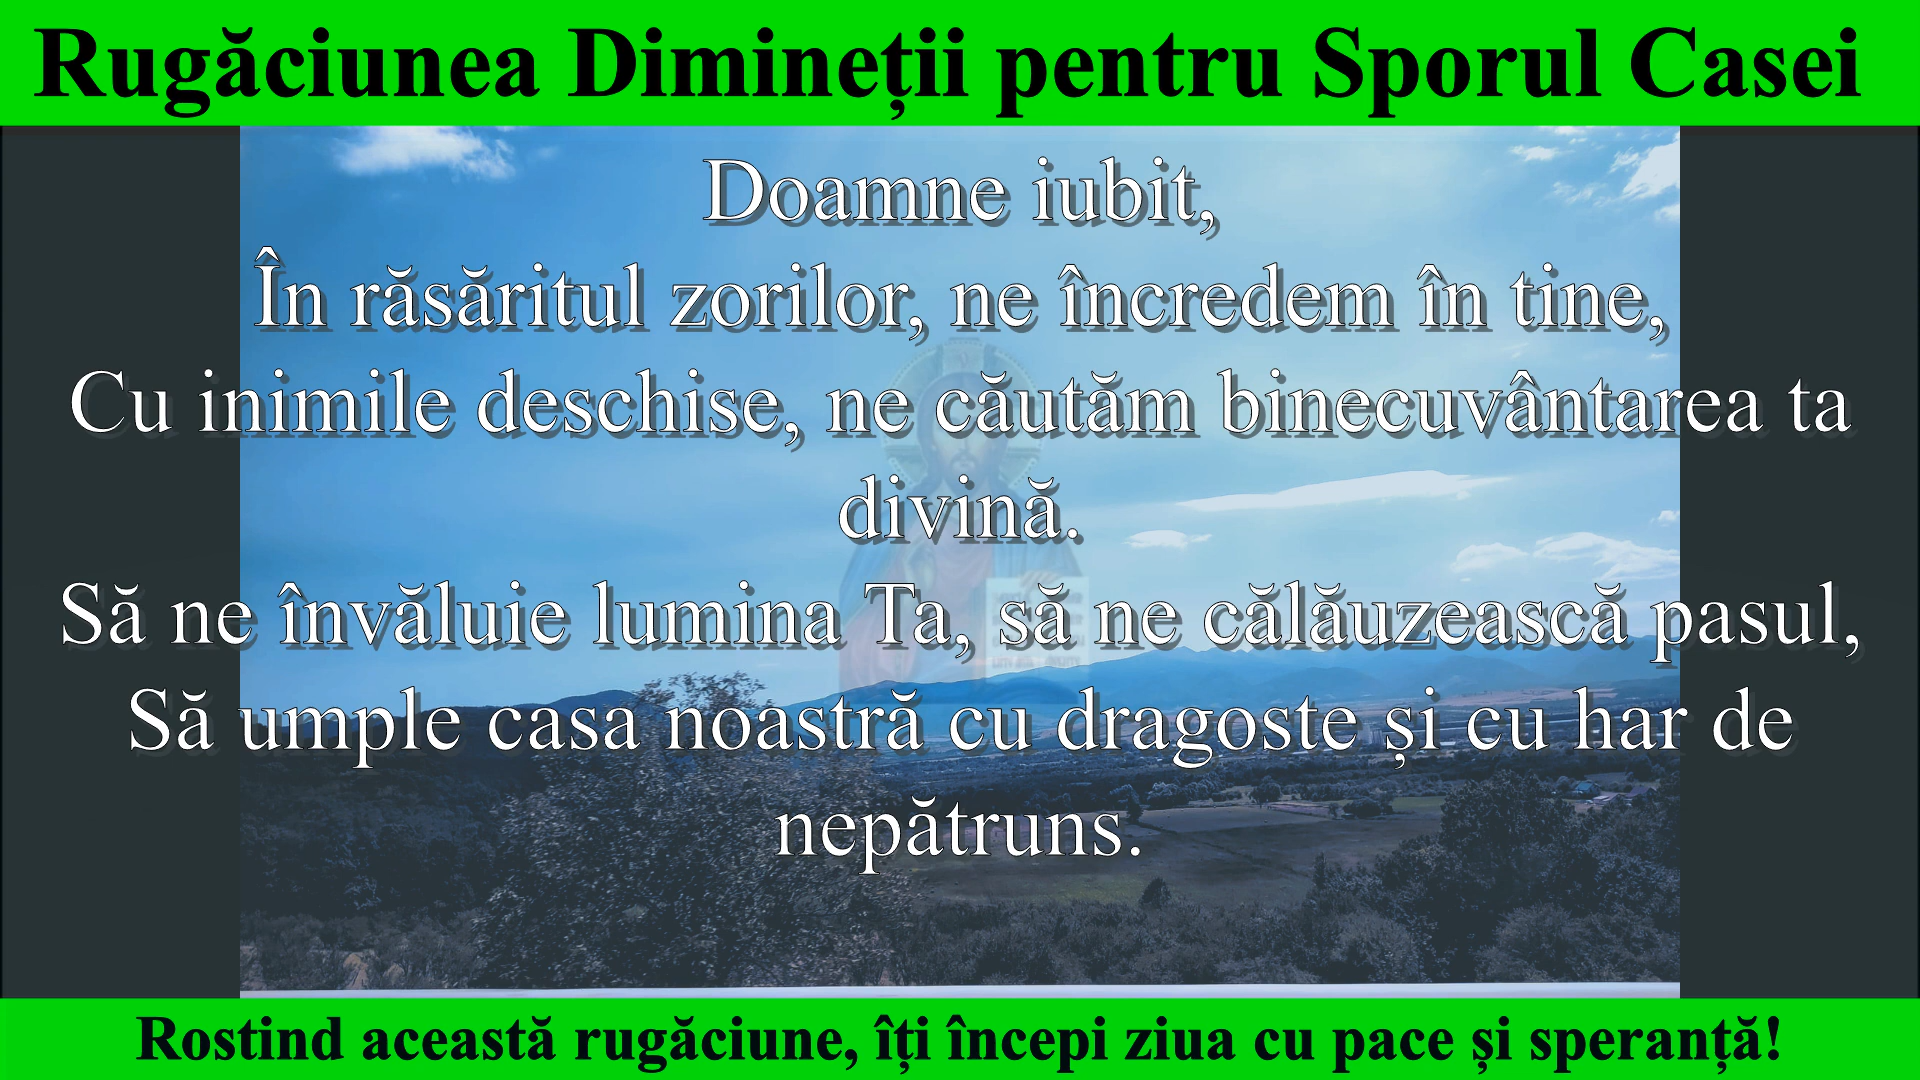 Rugăciunea Dimineții pentru Sporul Casei
Doamne iubit,
În răsăritul zorilor, ne încredem în tine,
Cu inimile deschise, ne căutăm binecuvântarea ta
divină.
Să ne învăluie lumina Ta, să ne călăuzească pasul,
Să umple casa noastră cu dragoste și cu har de
nepătruns.
Rostind această rugăciune, îți începi ziua cu pace și speranță!